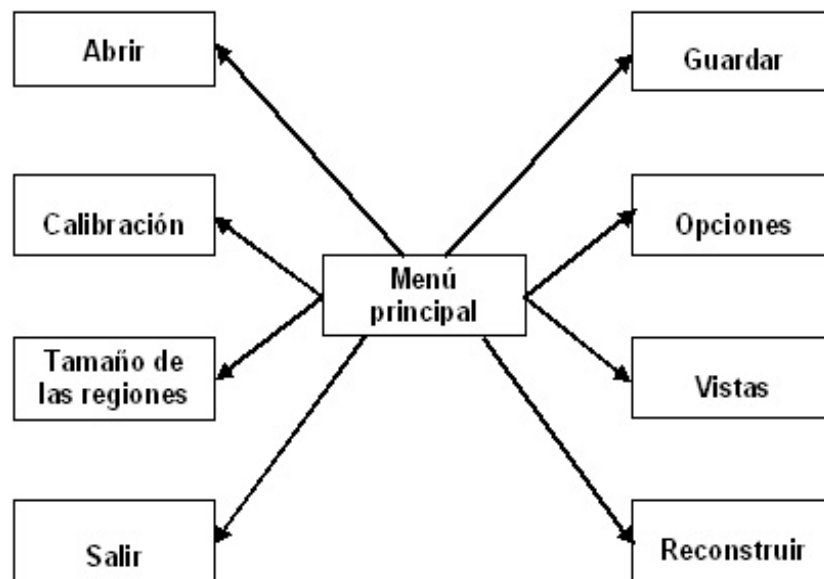 Abrir
Guardar
Calibración
Opciones
Menú
principal
Tamaño de
las regiones
Vistas
Salir
Reconstruir